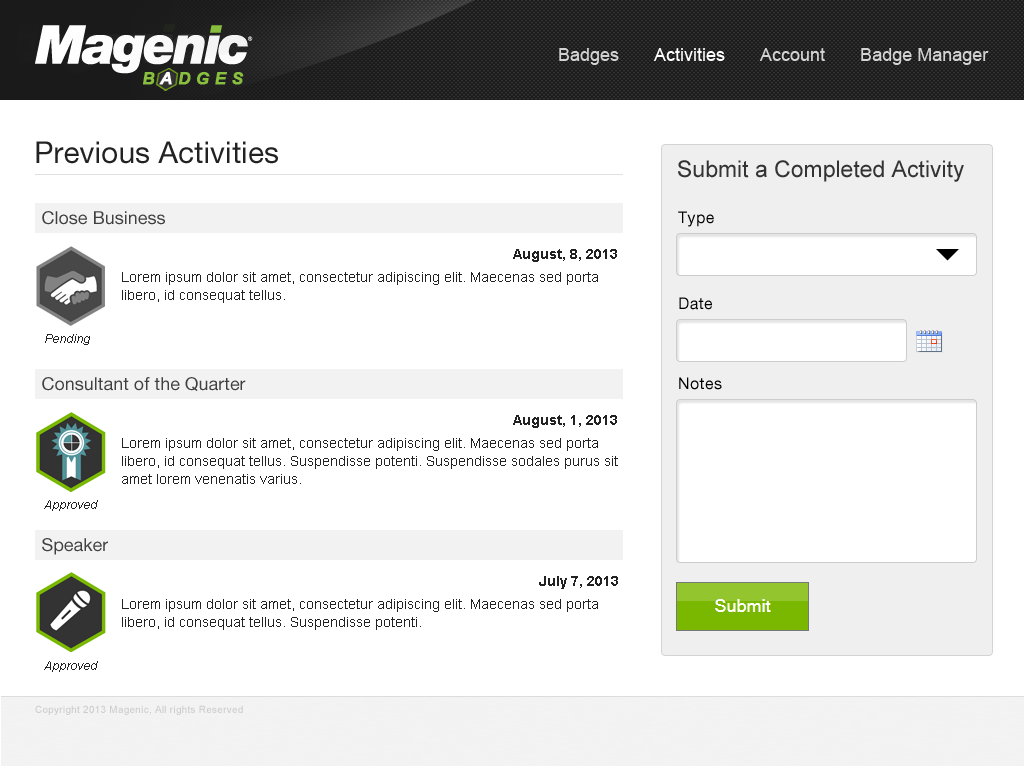 Magenic
BADGES
Badges Activities Account Badge Manager
Previous Activities
Close Business
August, 8, 2013
Lorem ipsum dolor sit amet, consectetur adipiscing elit. Maecenas sed porta
libero, id consequat tellus.
Pending
Consultant of the Quarter
August, 1, 2013
Lorem ipsum dolor sit amet, consectetur adipiscing elit. Maecenas sed porta
libero, id consequat tellus. Suspendisse potenti. Suspendisse sodales purus sit
amet lorem venenatis varius.
Approved
Speaker
July 7, 2013
Lorem ipsum dolor sit amet, consectetur adipiscing elit. Maecenas sed porta
libero, id consequat tellus. Suspendisse potenti.
Approved
Submit a Completed Activity
Type
Date
Notes
Submit
Copyright 2013 Magenic, All rights Reserved